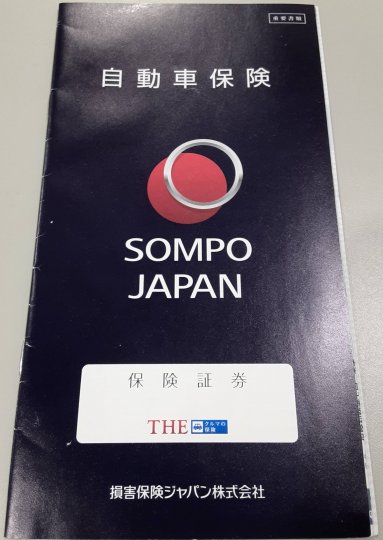 重要書類
自動車保険
SOMPO
JAPAN
保険証券
THE クルマの
保険
損害保険ジャパン株式会社